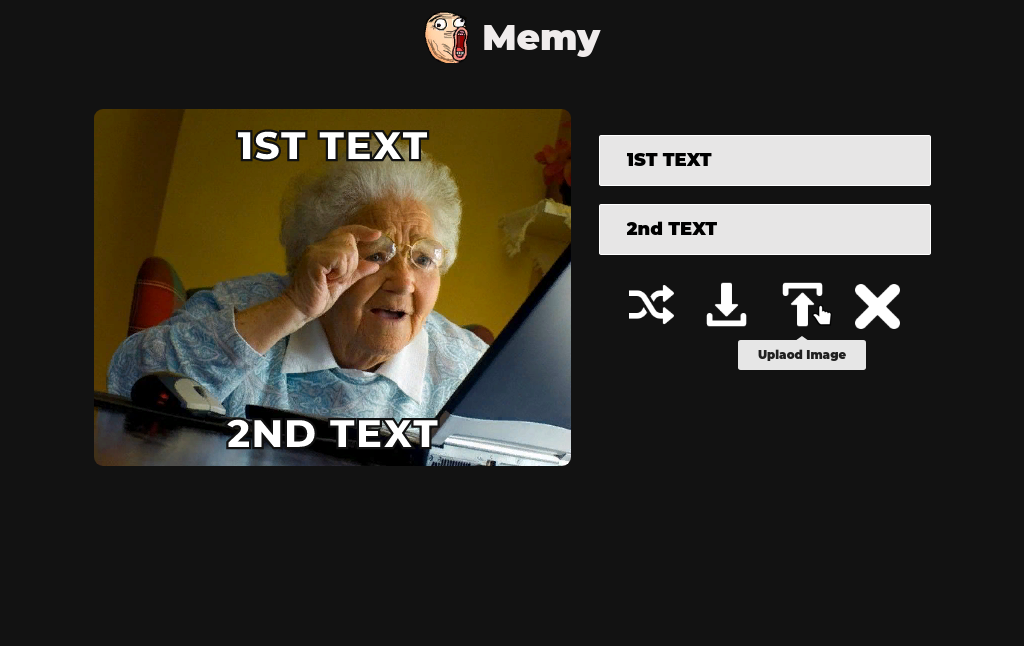 Memy
1ST TEXT
1ST TEXT
2nd TEXT
2ND TEXT
Uplaod Image